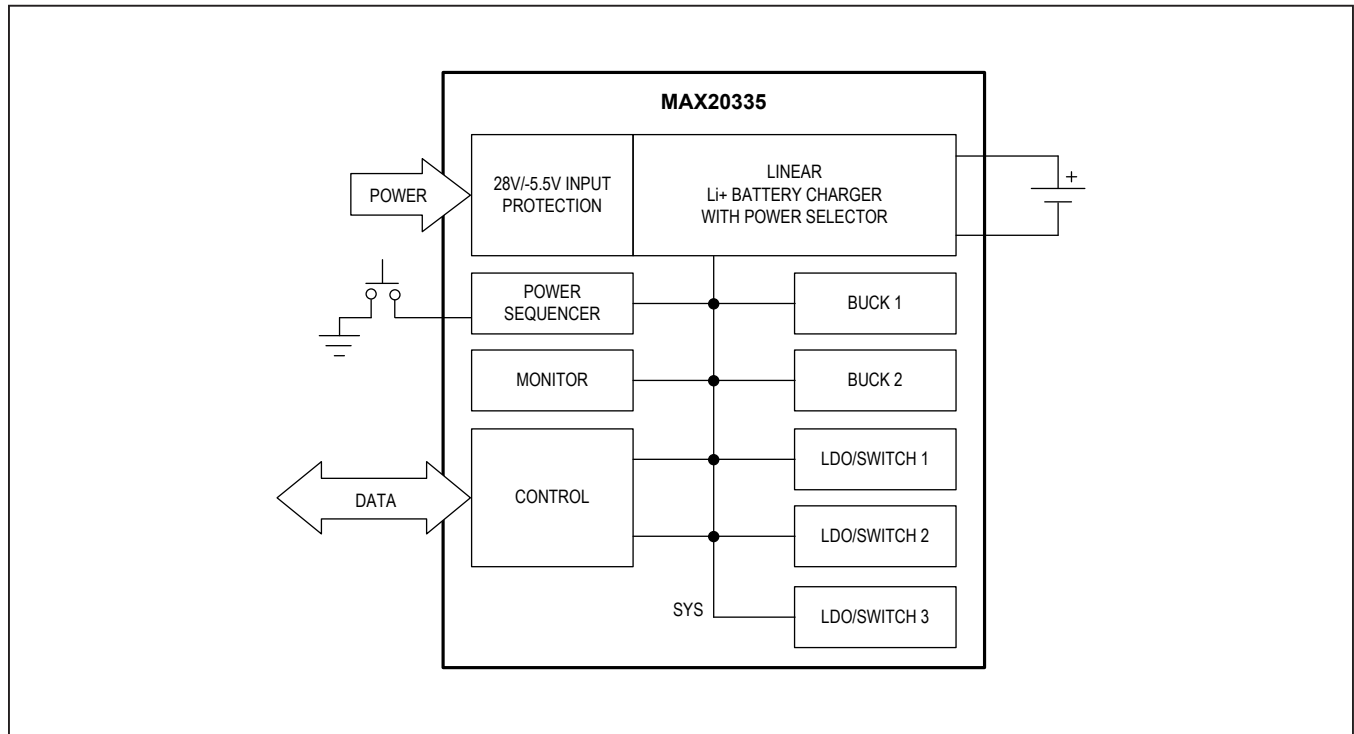 MAX20335
POWER
28V/-5.5V INPUT
PROTECTION
LINEAR
Li+ BATTERY CHARGER
WITH POWER SELECTOR
+
POWER
SEQUENCER
BUCK 1
MONITOR
BUCK 2
DATA
CONTROL
LDO/SWITCH 1
LDO/SWITCH 2
SYS
LDO/SWITCH 3